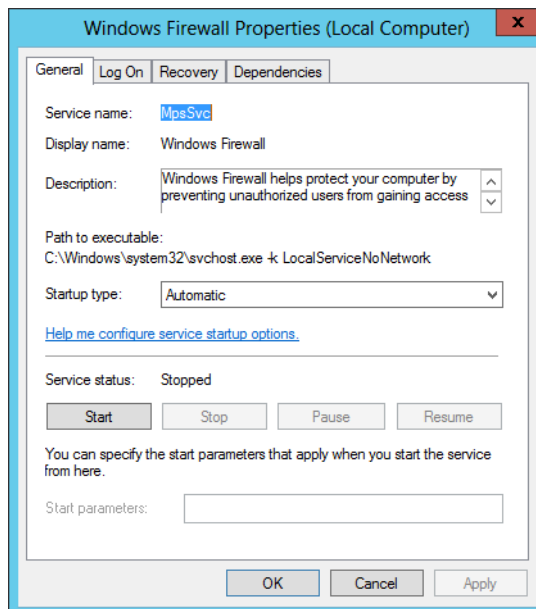 Windows Firewall Properties (Local Computer)
x
General Log On Recovery Dependencies
Service name: MpsSvc
Display name: Windows Firewall
Description: Windows Firewall helps protect your computer by
preventing unauthorized users from gaining access
Path to executable:
C:\Windows\system32\svchost.exe -k LocalServiceNoNetwork
Startup type: Automatic
Help me configure service startup options.
Service status: Stopped
Start Stop Pause Resume
You can specify the start parameters that apply when you start the service
from here.
Start parameters:
OK Cancel Apply